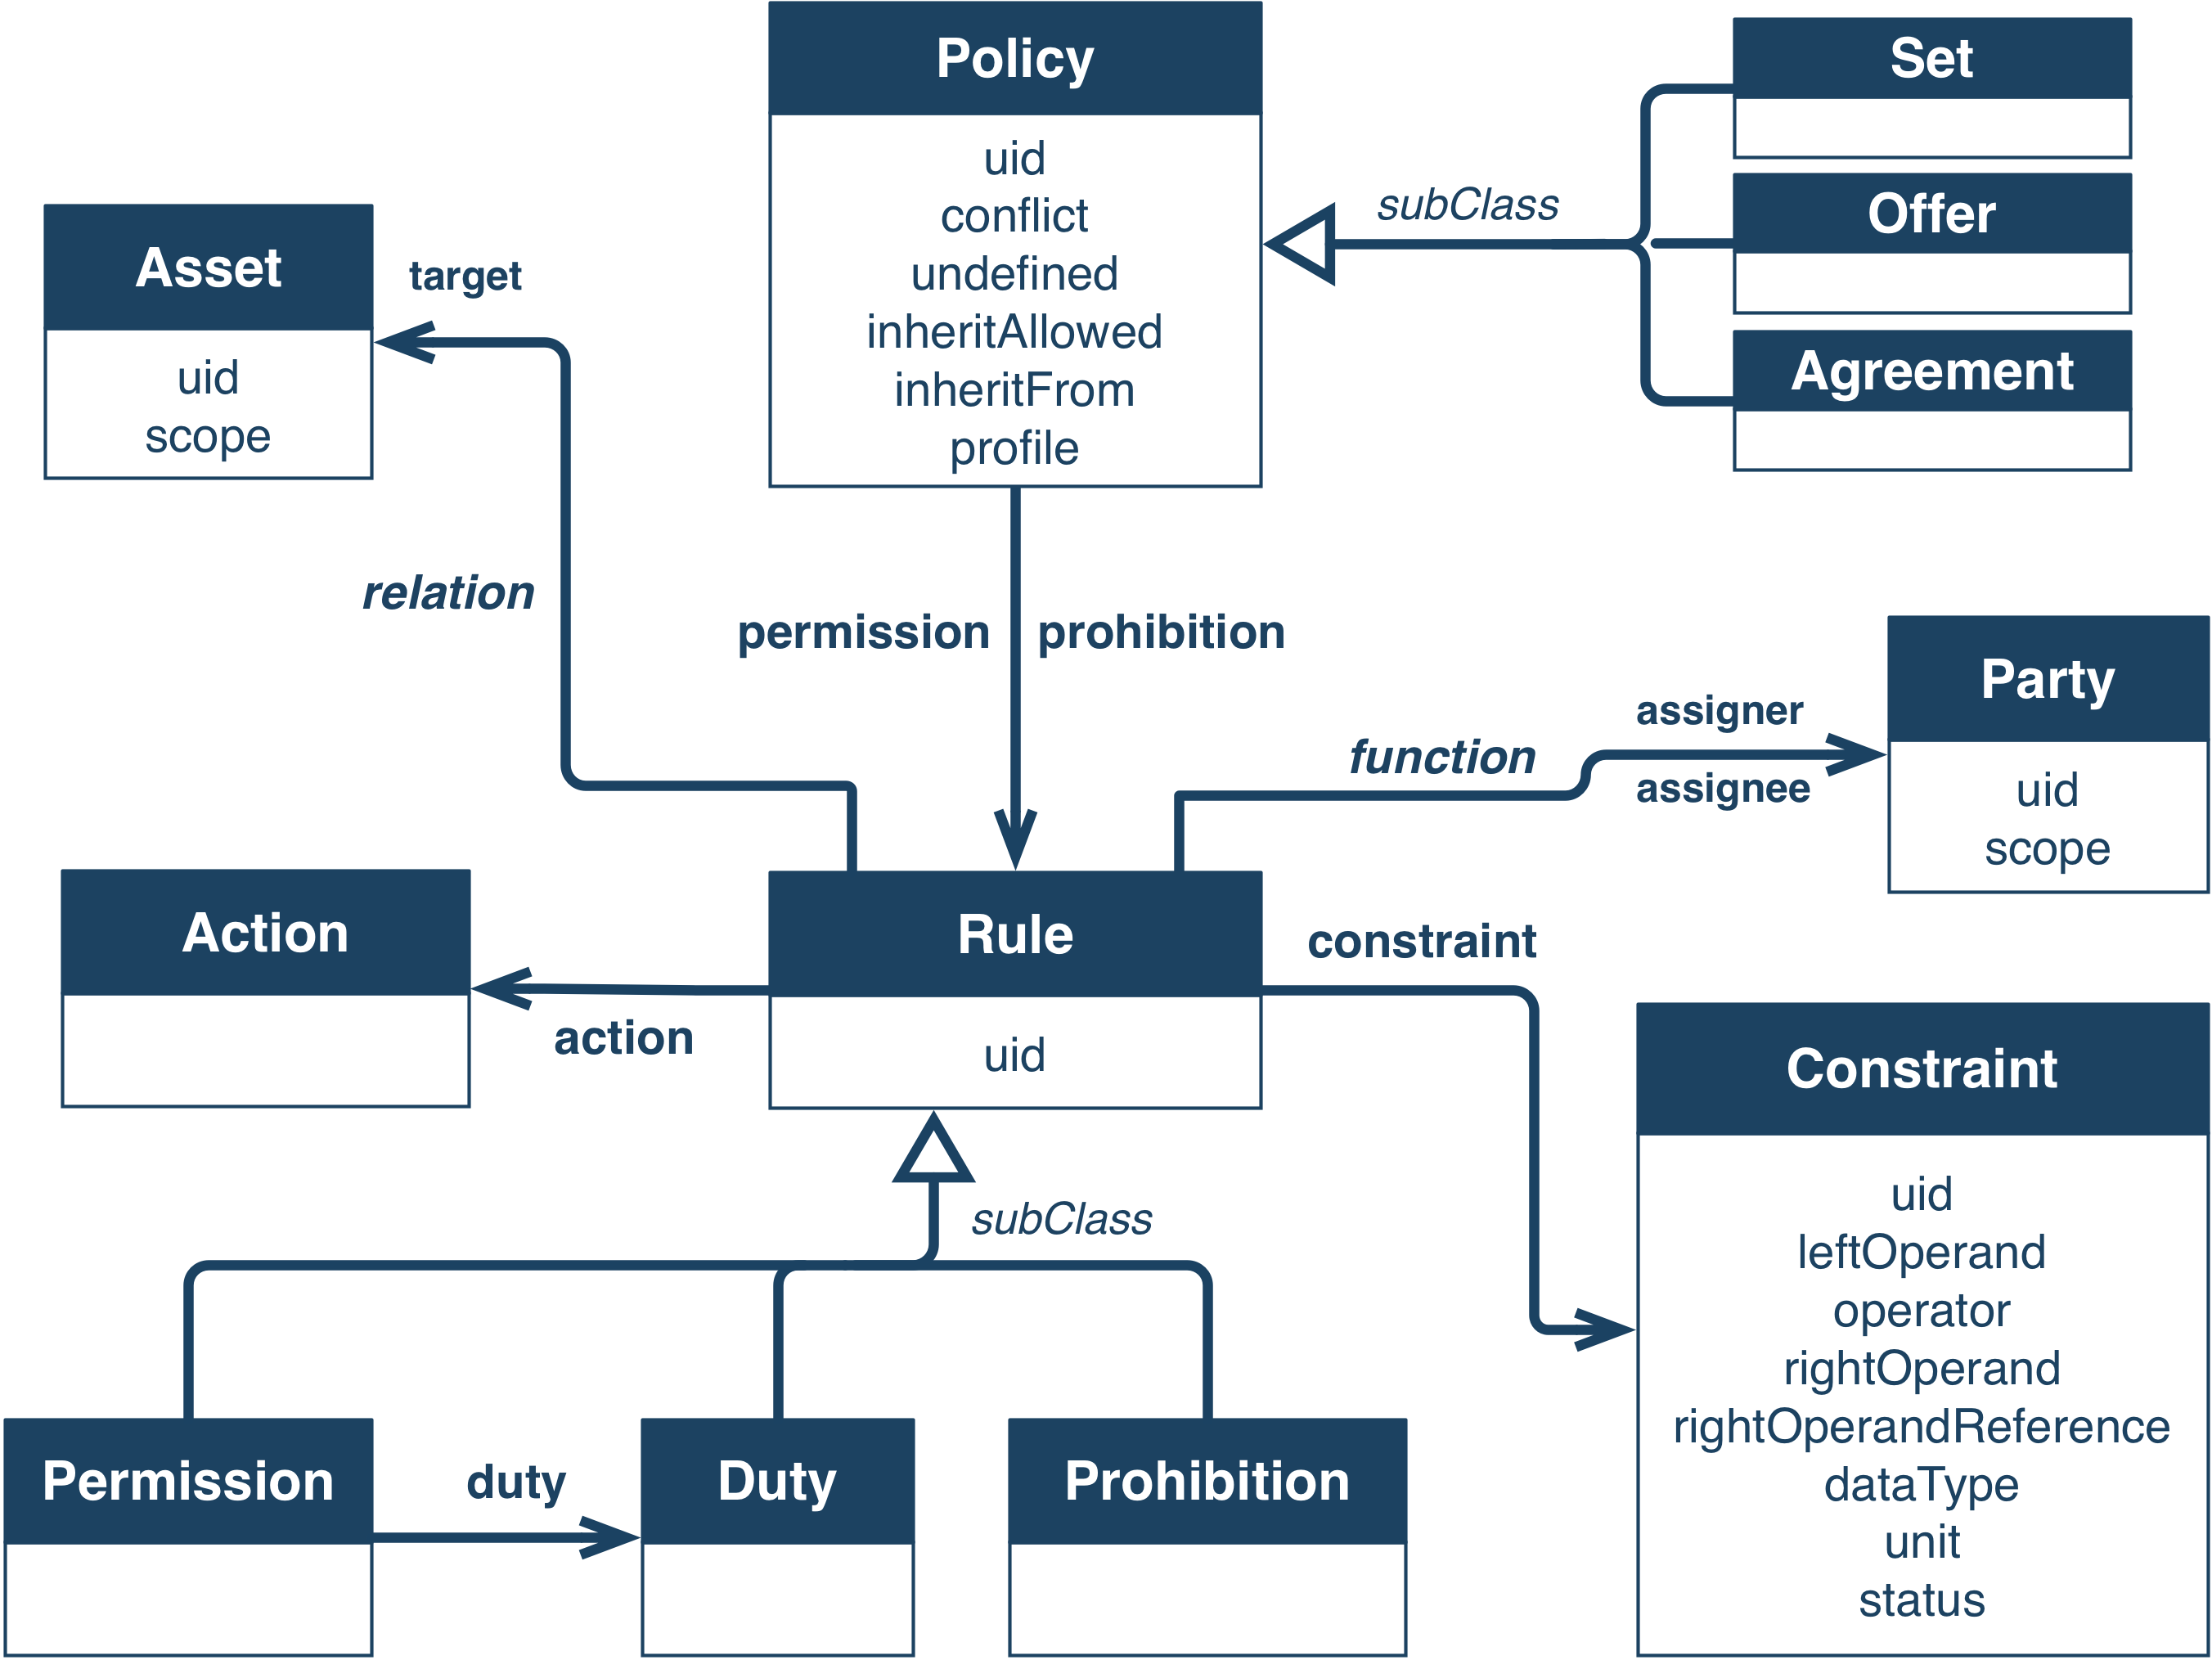 Policy
uid
conflict
undefined
inheritAllowed
inheritFrom
profile
subClass
Set
Offer
Agreement
Asset
uid
scope
target
relation
permission
prohibition
function
assigner
assignee
Party
uid
scope
Action
action
Rule
uid
constraint
Constraint
uid
leftOperand
operator
rightOperand
rightOperandReference
dataType
unit
status
subClass
Permission
duty
Duty
Prohibition